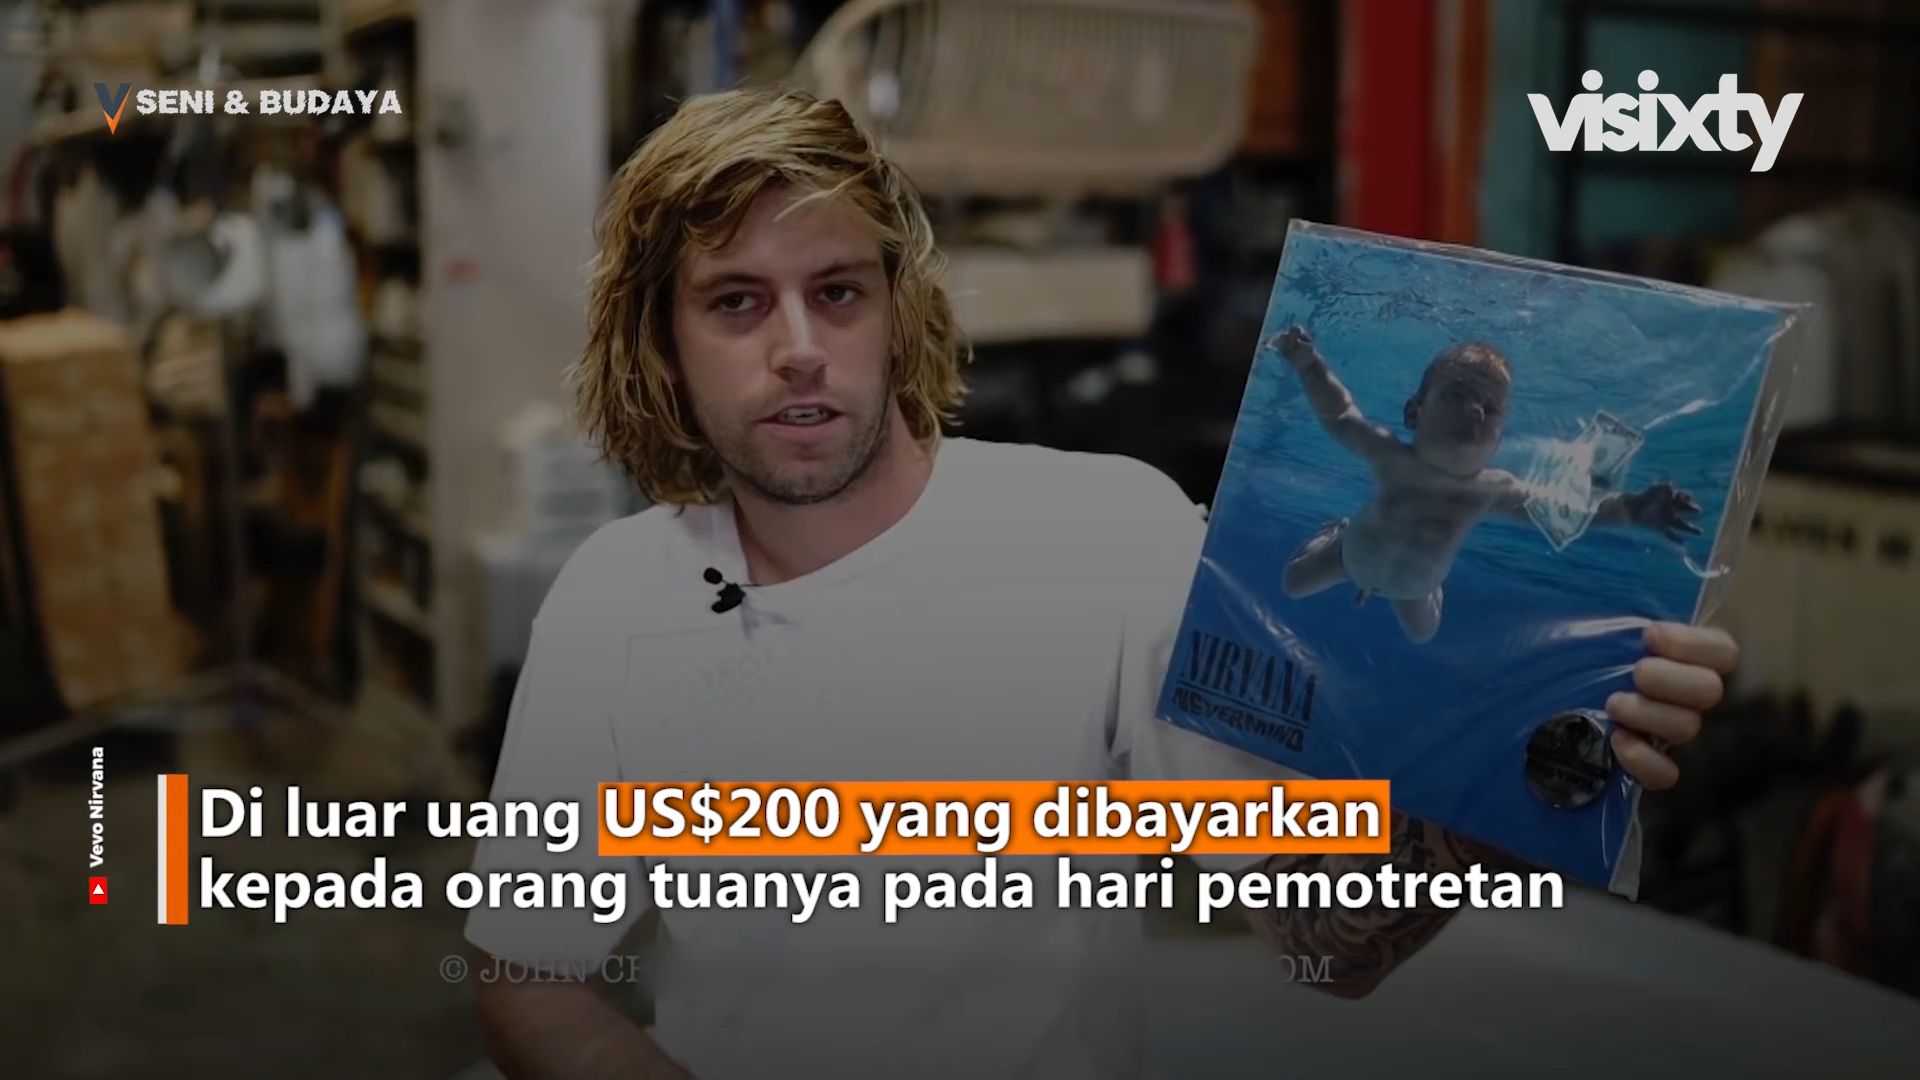 SENI & BUDAYA
visixty
NIRVANA
NEVERMIND
Vevo Nirvana
Di luar uang US$200 yang dibayarkan
kepada orang tuanya pada hari pemotretan
© JOHN
OM